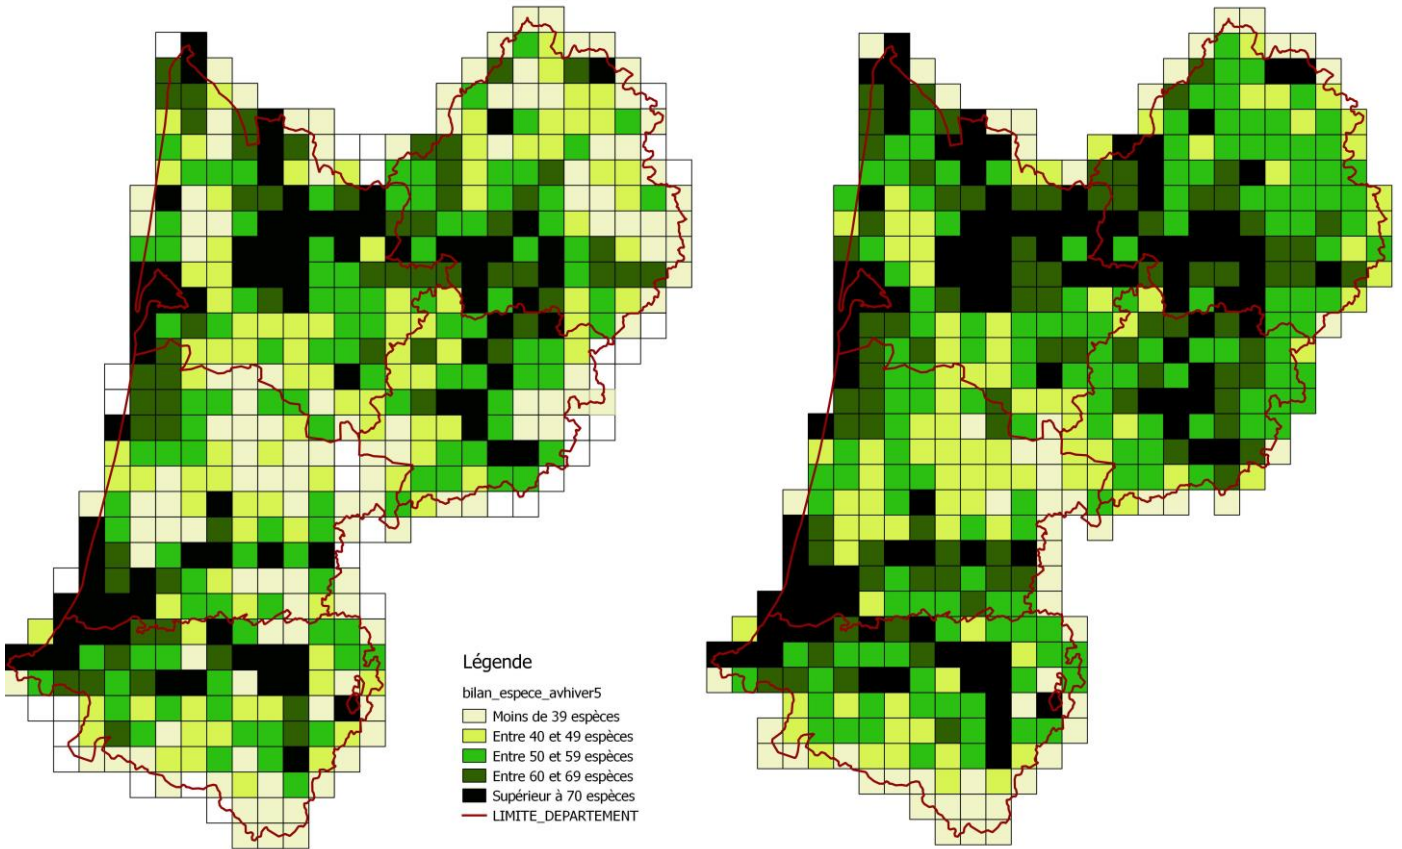 Légende
bilan_espece_avhiver5
Moins de 39 espèces
Entre 40 et 49 espèces
Entre 50 et 59 espèces
Entre 60 et 69 espèces
Supérieur à 70 espèces
LIMITE_DEPARTEMENT